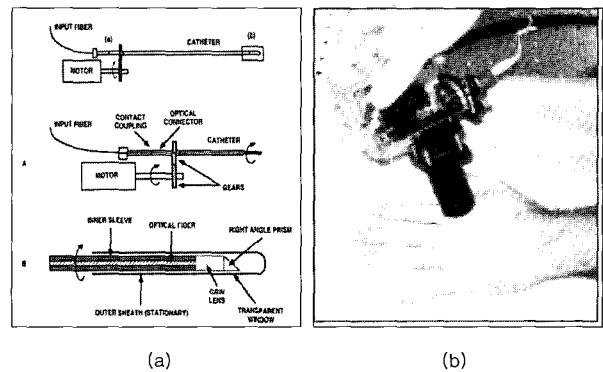 INPUT FIBER
(a)
CATHETER
(b)
MOTOR
CONTACT COUPLING
OPTICAL CONNECTOR
INPUT FIBER
CATHETER
A
MOTOR
GEARS
INNER SLEEVE
OPTICAL FIBER
RIGHT ANGLE PRISM
B
GRIN LENS
OUTER SHEATH (STATIONARY)
TRANSPARENT WINDOW
(a)
(b)